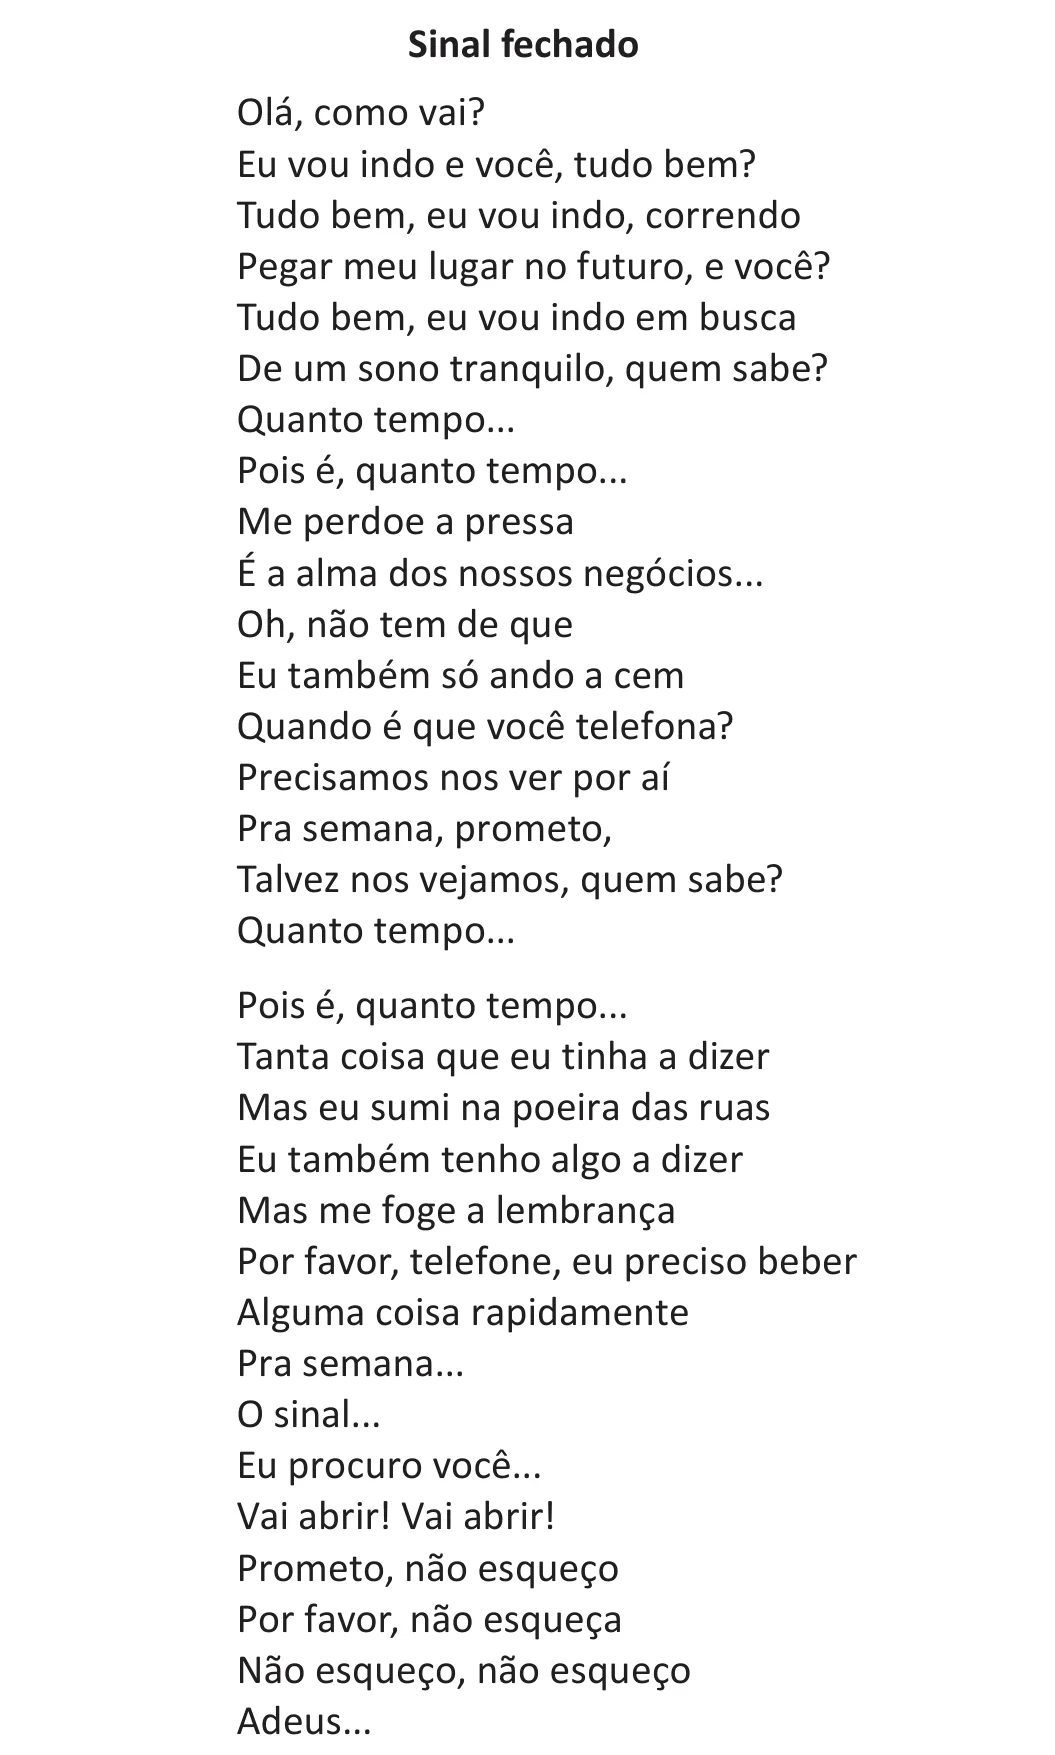 Sinal fechado
Olá, como vai?
Eu vou indo e você, tudo bem?
Tudo bem, eu vou indo, correndo
Pegar meu lugar no futuro, e você?
Tudo bem, eu vou indo em busca
De um sono tranquilo, quem sabe?
Quanto tempo...
Pois é, quanto tempo...
Me perdoe a pressa
É a alma dos nossos negócios...
Oh, não tem de que
Eu também só ando a cem
Quando é que você telefona?
Precisamos nos ver por aí
Pra semana, prometo,
Talvez nos vejamos, quem sabe?
Quanto tempo...
Pois é, quanto tempo...
Tanta coisa que eu tinha a dizer
Mas eu sumi na poeira das ruas
Eu também tenho algo a dizer
Mas me foge a lembrança
Por favor, telefone, eu preciso beber
Alguma coisa rapidamente
Pra semana...
O sinal...
Eu procuro você...
Vai abrir! Vai abrir!
Prometo, não esqueço
Por favor, não esqueça
Não esqueço, não esqueço
Adeus...